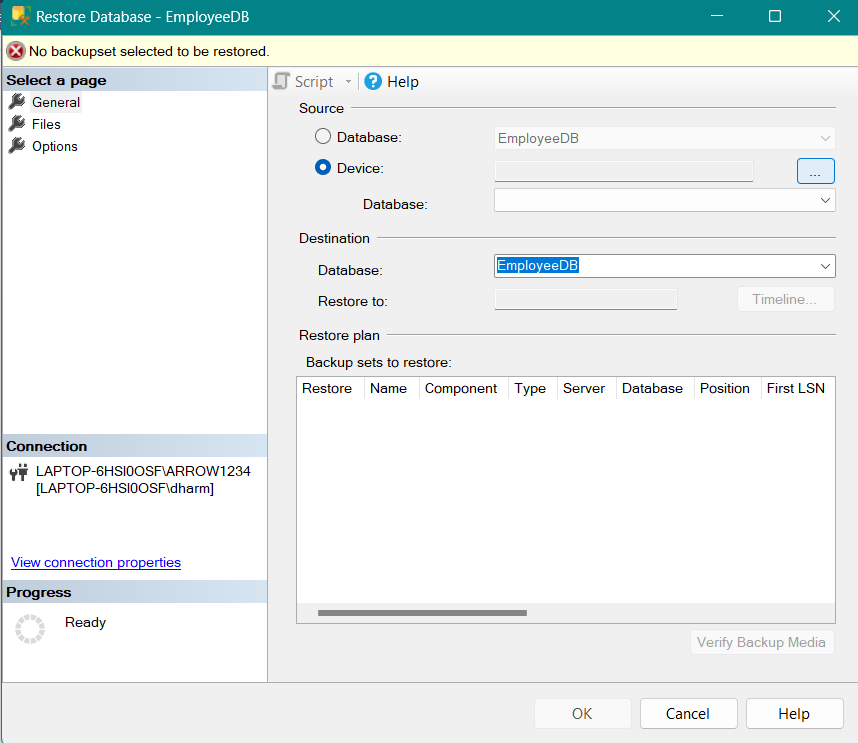 Restore Database - EmployeeDB
No backupset selected to be restored.
Select a page
General
Files
Options
Connection
LAPTOP-6HSI0OSF\ARROW1234
[LAPTOP-6HSI0OSF\dharm]
View connection properties
Progress
Ready
Script
Help
Source
Database:
EmployeeDB
Device:
...
Database:
Destination
Database:
EmployeeDB
Restore to:
Timeline...
Restore plan
Backup sets to restore:
Restore Name Component Type Server Database Position First LSN
Verify Backup Media
OK
Cancel
Help